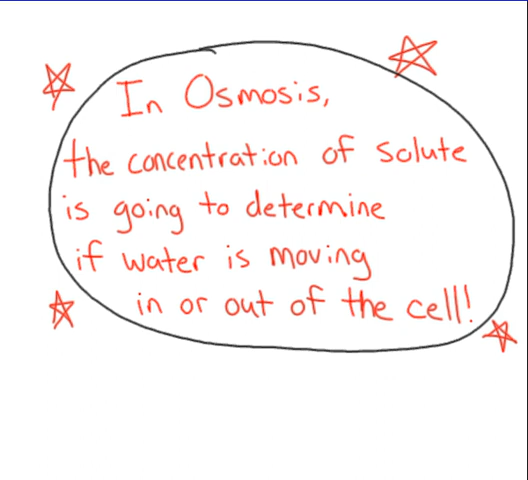 In Osmosis,
the concentration of solute
is going to determine
if water is moving
in or out of the cell!